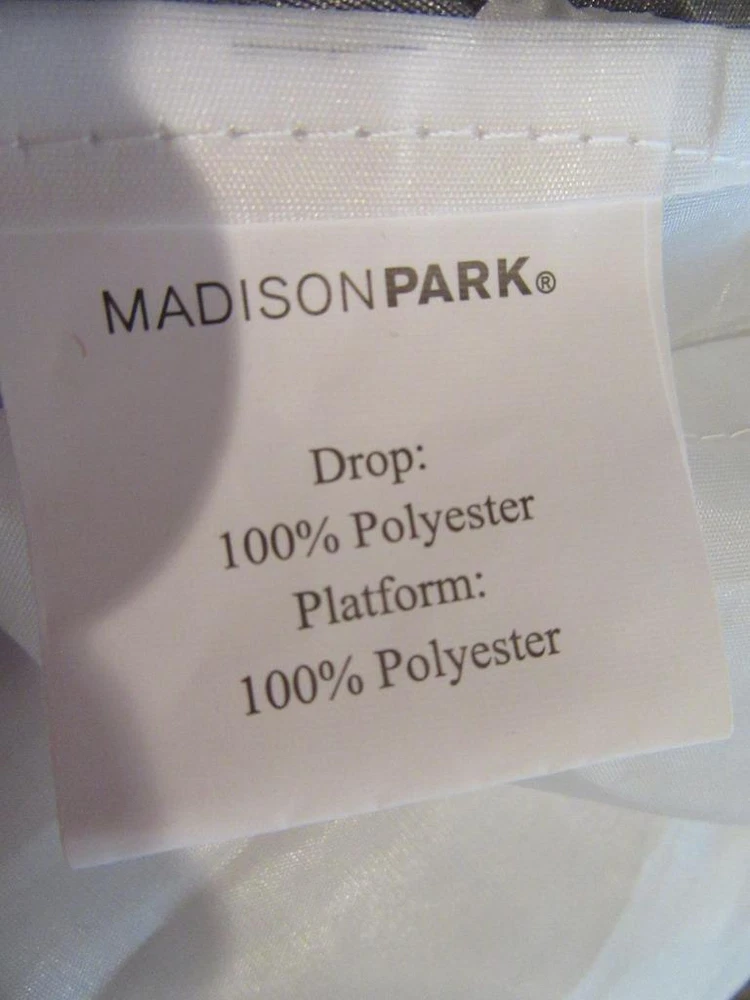 MADISONPARK®
Drop:
100% Polyester
Platform:
100% Polyester